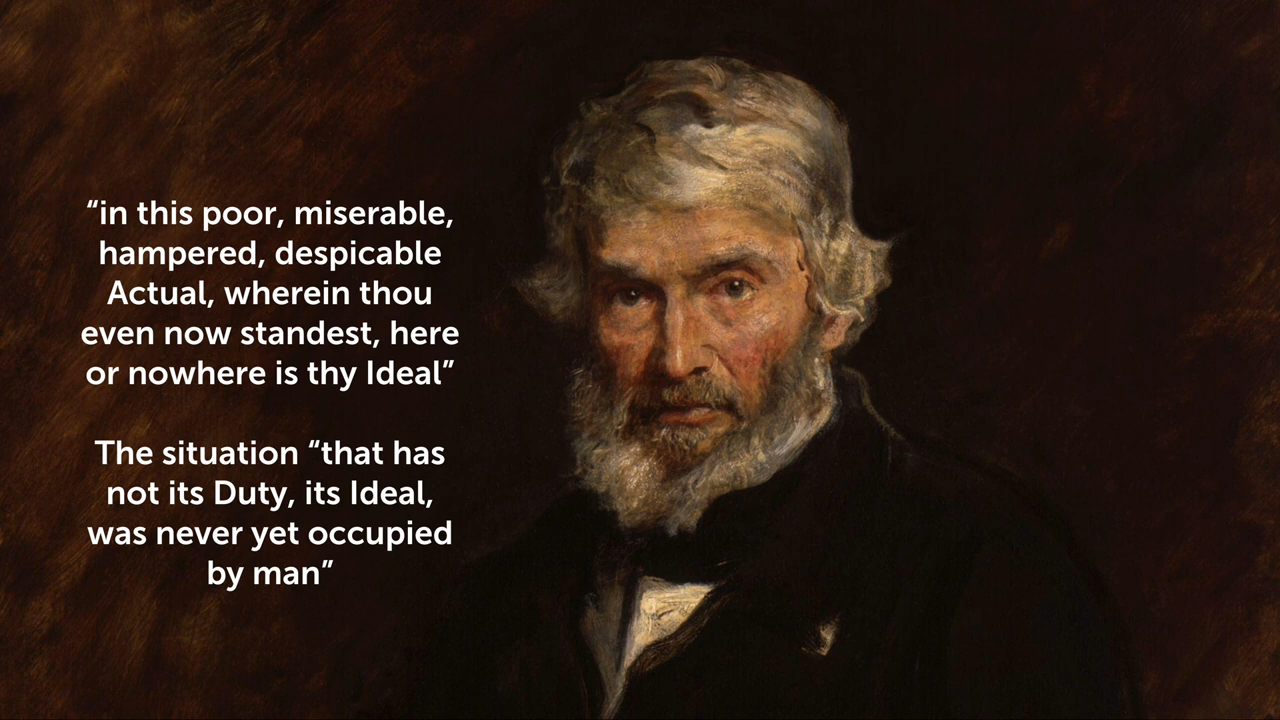 “in this poor, miserable,
hampered, despicable
Actual, wherein thou
even now standest, here
or nowhere is thy Ideal”
The situation “that has
not its Duty, its Ideal,
was never yet occupied
by man”